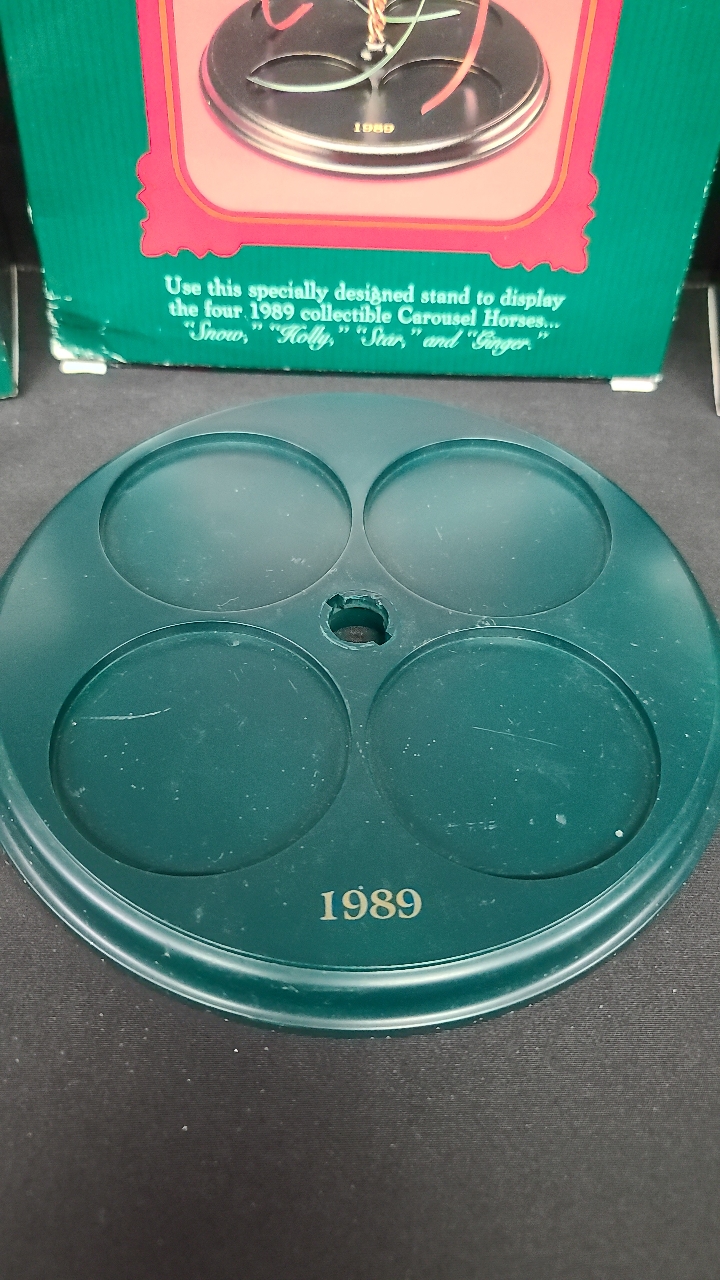 1989
Use this specially designed stand to display
the four 1989 collectible Carousel Horses...
"Snow," "Holly," "Star," and "Ginger."
1989